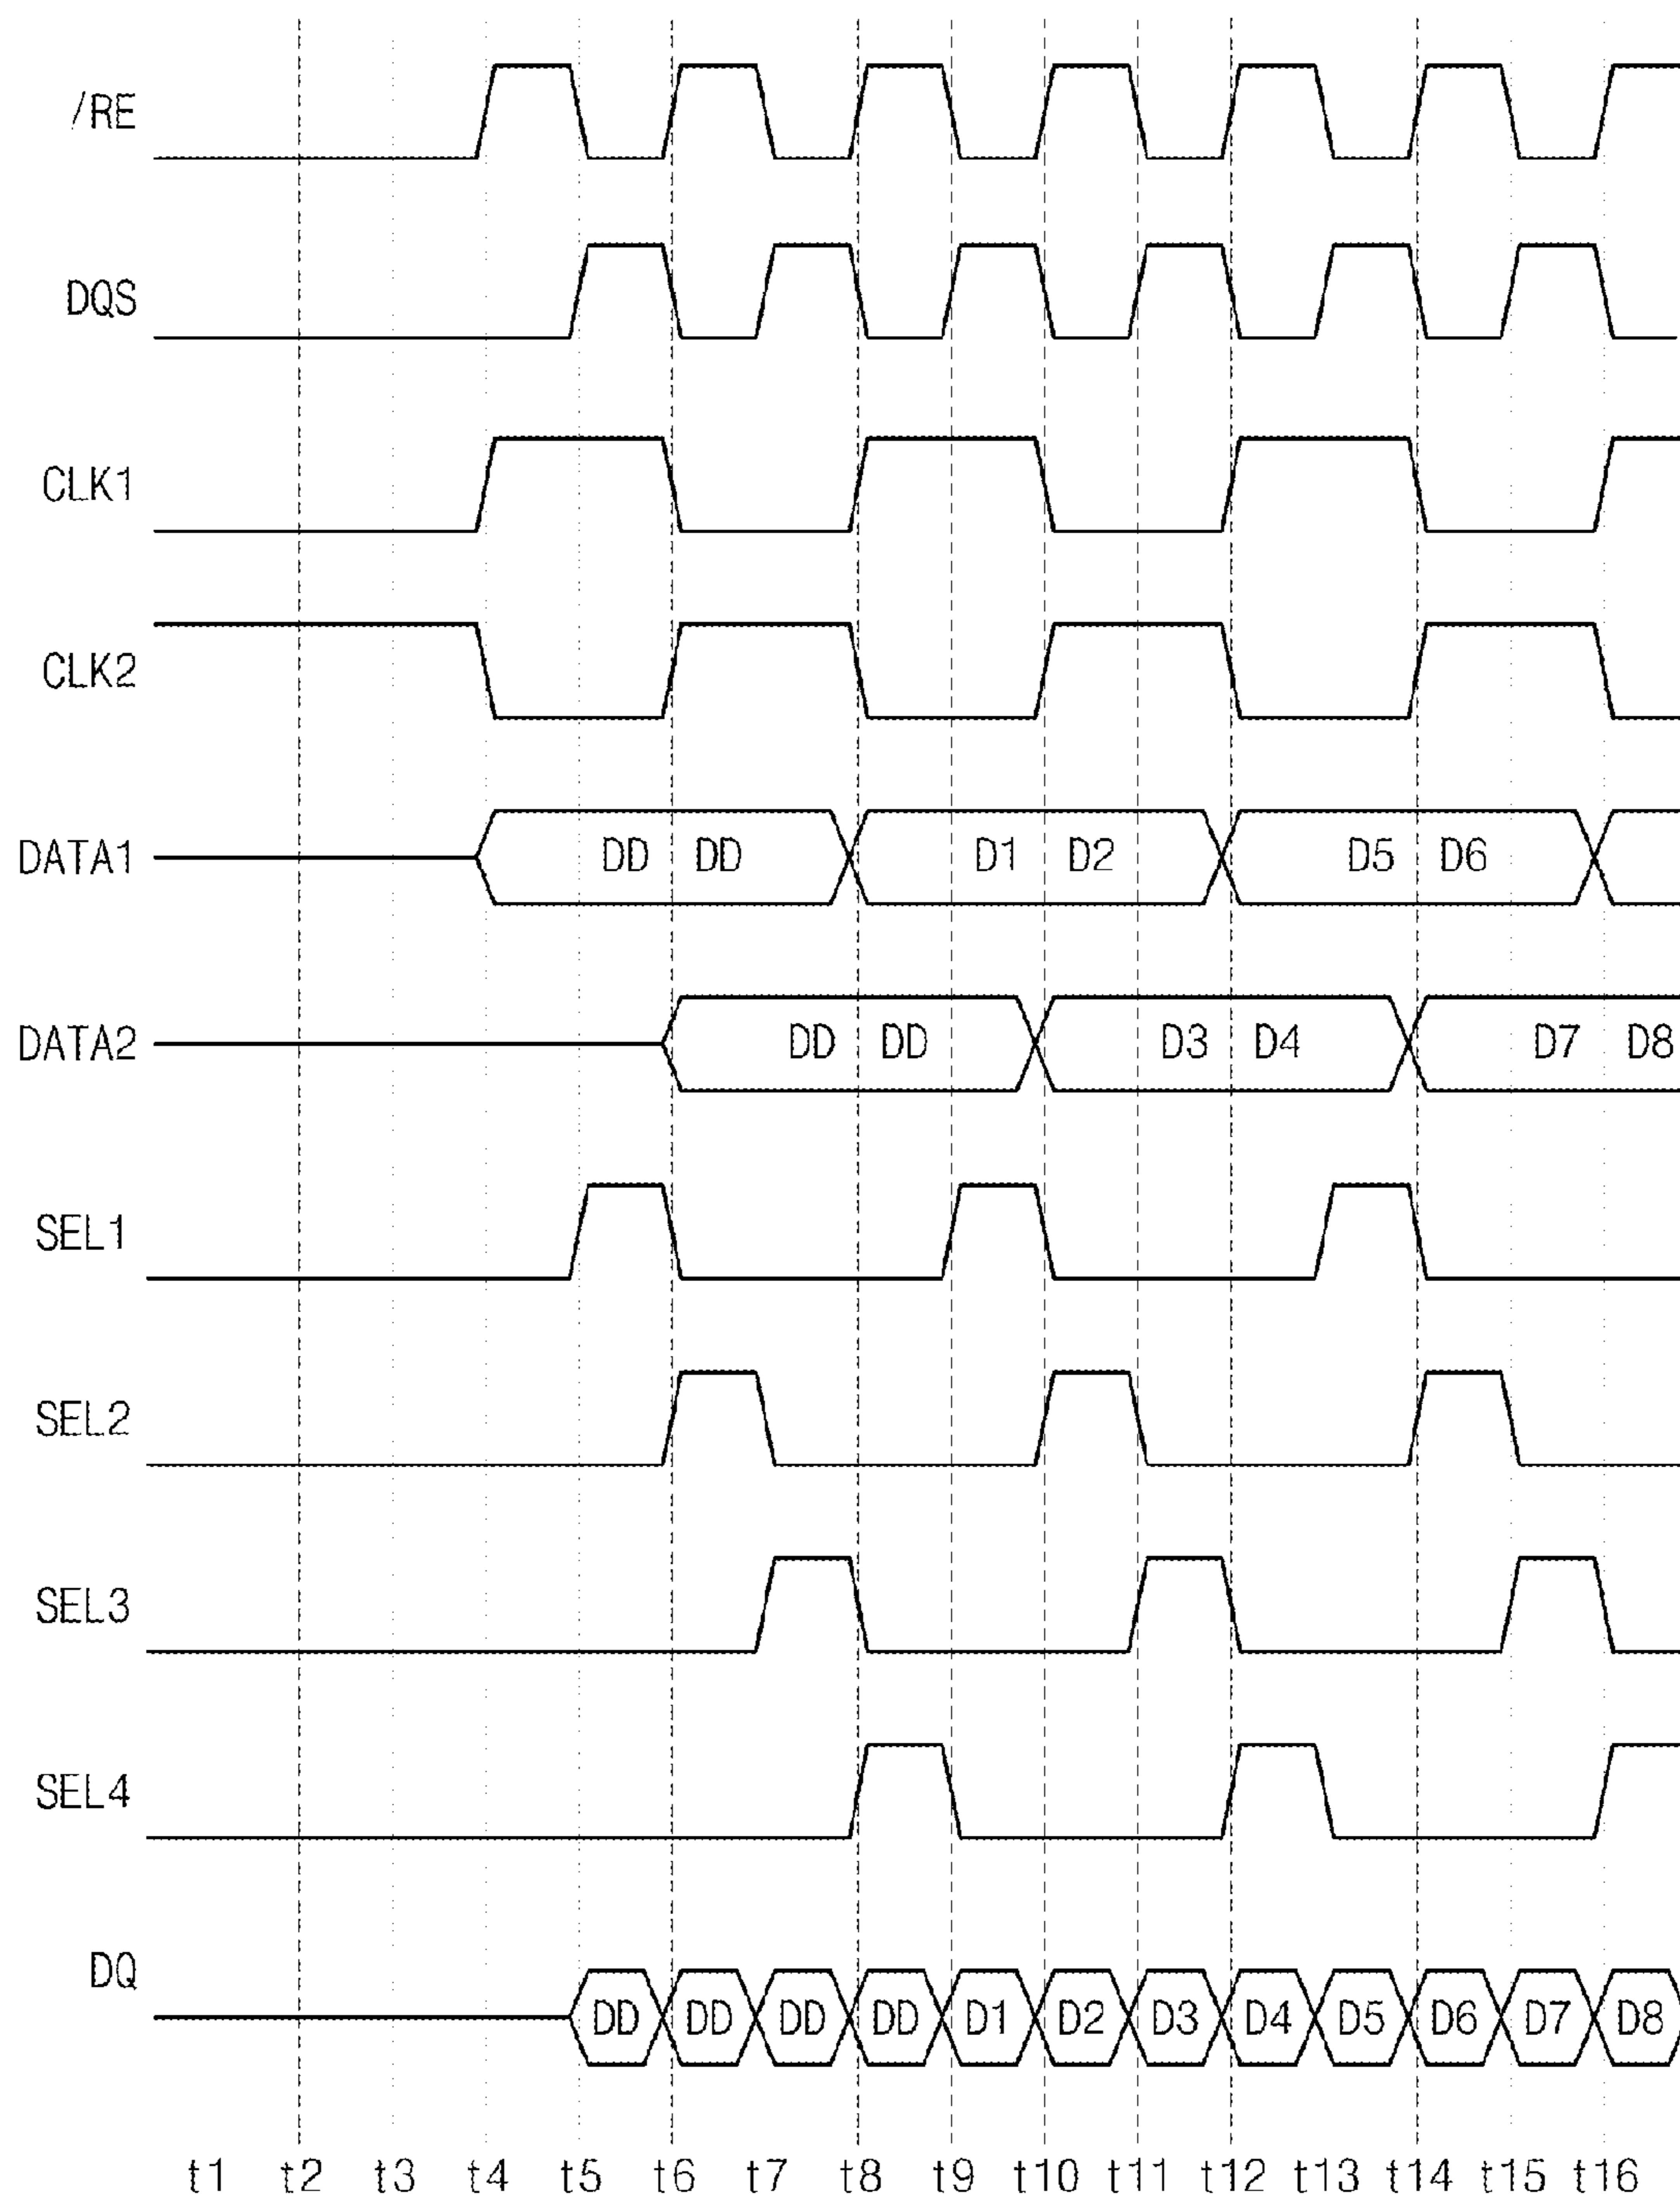 /RE
DQS
CLK1
CLK2
DATA1 DD DD D1 D2 D5 D6
DATA2 DD DD D3 D4 D7 D8
SEL1
SEL2
SEL3
SEL4
DQ DD DD DD DD D1 D2 D3 D4 D5 D6 D7 D8
t1 t2 t3 t4 t5 t6 t7 t8 t9 t10 t11 t12 t13 t14 t15 t16